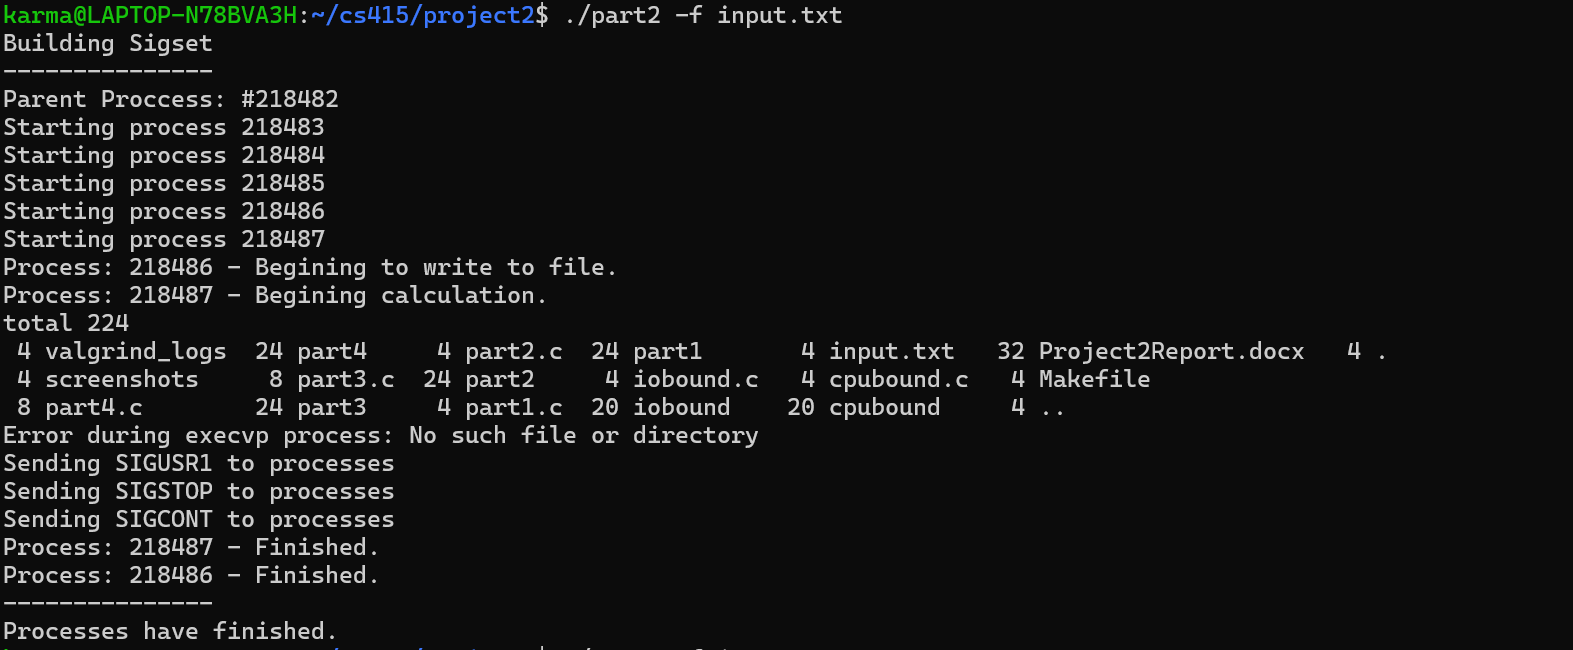 karma@LAPTOP-N78BVA3H:~/cs415/project2$ ./part2 -f input.txt
Building Sigset
---------------
Parent Proccess: #218482
Starting process 218483
Starting process 218484
Starting process 218485
Starting process 218486
Starting process 218487
Process: 218486 - Begining to write to file.
Process: 218487 - Begining calculation.
total 224
 4 valgrind_logs  24 part4     4 part2.c  24 part1       4 input.txt   32 Project2Report.docx   4 .
 4 screenshots     8 part3.c  24 part2     4 iobound.c   4 cpubound.c   4 Makefile
 8 part4.c        24 part3     4 part1.c  20 iobound    20 cpubound     4 ..
Error during execvp process: No such file or directory
Sending SIGUSR1 to processes
Sending SIGSTOP to processes
Sending SIGCONT to processes
Process: 218487 - Finished.
Process: 218486 - Finished.
---------------
Processes have finished.